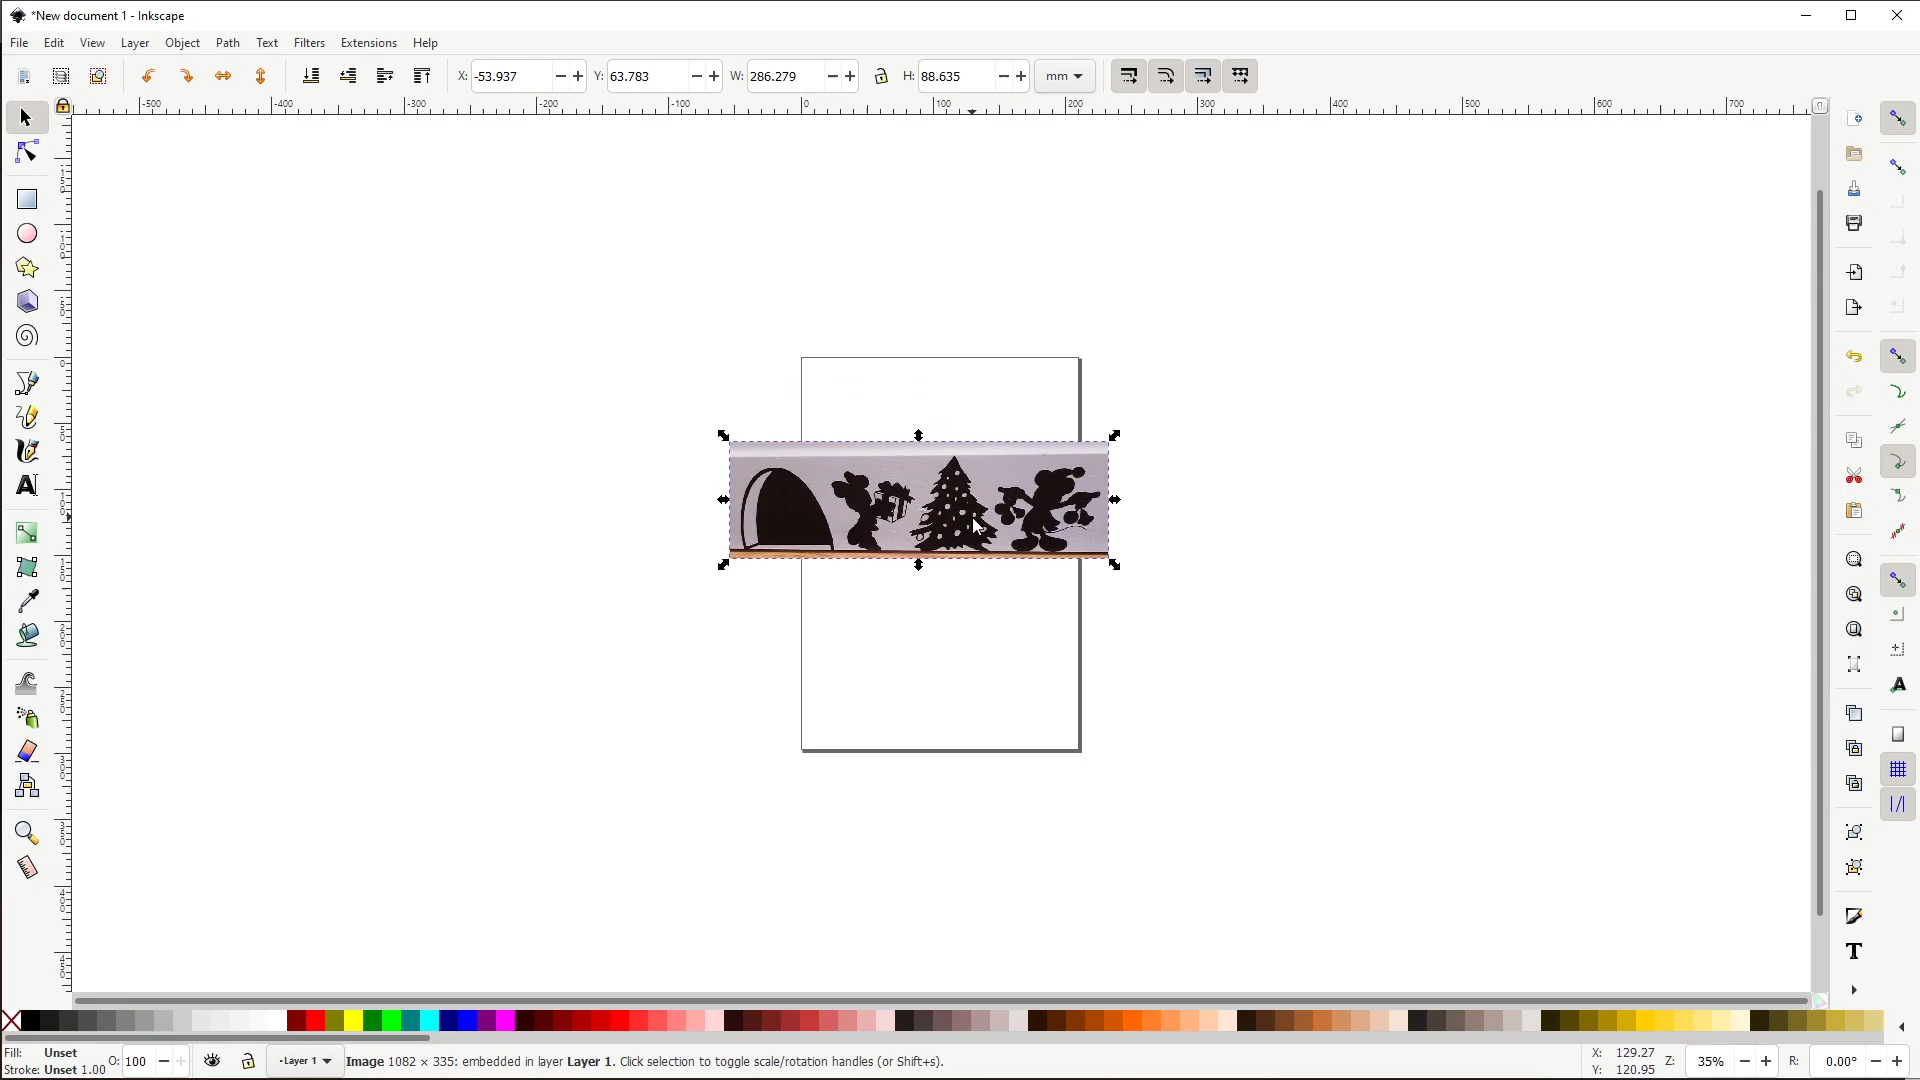 *New document 1 - Inkscape
File Edit View Layer Object Path Text Filters Extensions Help
X: -53.937 Y: 63.783 W: 286.279 H: 88.635 mm
-500 -400 -300 -200 -100 0 100 200 300 400 500 600 700
Fill: Unset O: 100 Layer 1 Image 1082 × 335: embedded in layer Layer 1. Click selection to toggle scale/rotation handles (or Shift+s). X: 129.27 Z: 35% R: 0.00°
Stroke: Unset 1.00 Y: 120.95